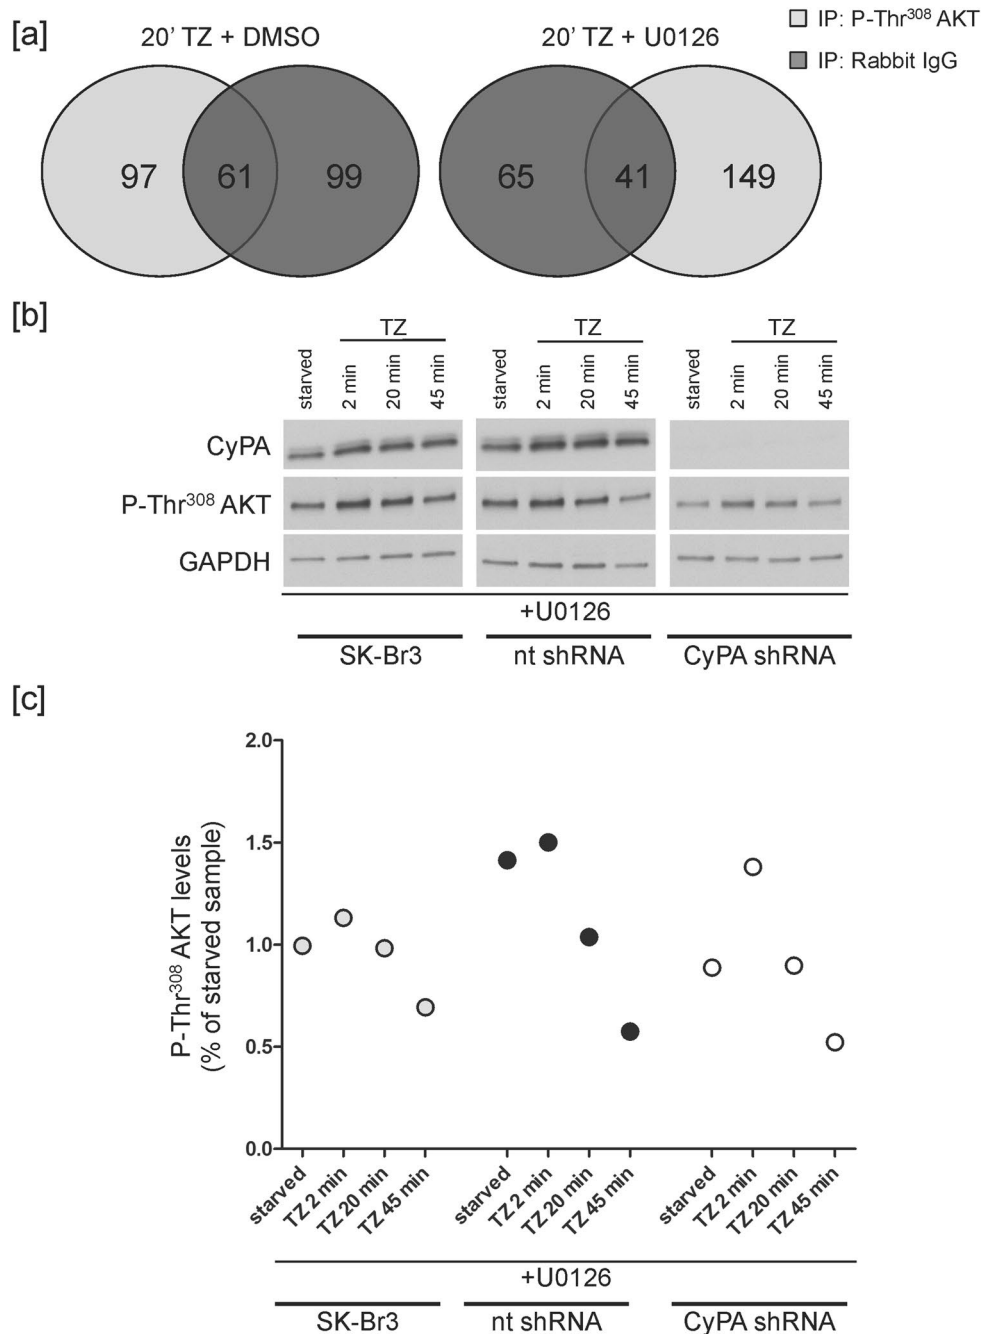 [a]
20’ TZ + DMSO
20’ TZ + U0126
IP: P-Thr³⁰⁸ AKT
IP: Rabbit IgG
97 61 99
65 41 149
[b]
TZ TZ TZ
starved 2 min 20 min 45 min starved 2 min 20 min 45 min starved 2 min 20 min 45 min
CyPA
P-Thr³⁰⁸ AKT
GAPDH
+U0126
SK-Br3 nt shRNA CyPA shRNA
[c]
P-Thr³⁰⁸ AKT levels
(% of starved sample)
2.0
1.5
1.0
0.5
0.0
starved TZ 2 min TZ 20 min TZ 45 min starved TZ 2 min TZ 20 min TZ 45 min starved TZ 2 min TZ 20 min TZ 45 min
+U0126
SK-Br3 nt shRNA CyPA shRNA